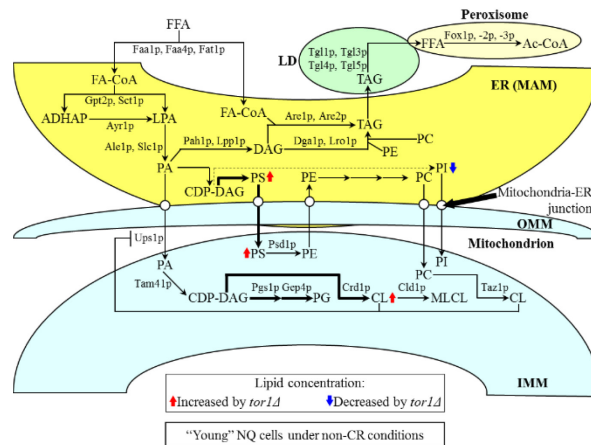 FFA
Faa1p, Faa4p, Fat1p
Peroxisome
FFA Fox1p, -2p, -3p Ac-CoA
LD
Tgl1p, Tgl3p
Tgl4p, Tgl5p
TAG
ER (MAM)
FA-CoA
Gpt2p, Sct1p
ADHAP LPA
Ayr1p
FA-CoA
Are1p, Are2p
TAG
Ale1p, Slc1p
Pah1p, Lpp1p
DAG
Dga1p, Lro1p
PC
PE
PA
CDP-DAG
PS
PE
PC
PI
Mitochondria-ER
junction
OMM
Mitochondrion
Ups1p
PS
Psd1p
PE
PI
PA
PC
Tam41p
CDP-DAG
Pgs1p Gep4p
PG
Crd1p
CL
Cld1p
MLCL
Taz1p
CL
IMM
Lipid concentration:
Increased by tor1Δ Decreased by tor1Δ
"Young" NQ cells under non-CR conditions